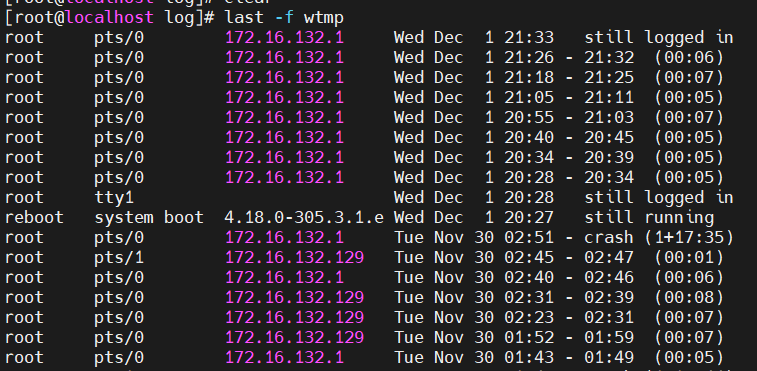 [root@localhost log]# clear
[root@localhost log]# last -f wtmp
root     pts/0        172.16.132.1     Wed Dec  1 21:33   still logged in
root     pts/0        172.16.132.1     Wed Dec  1 21:26 - 21:32  (00:06)
root     pts/0        172.16.132.1     Wed Dec  1 21:18 - 21:25  (00:07)
root     pts/0        172.16.132.1     Wed Dec  1 21:05 - 21:11  (00:05)
root     pts/0        172.16.132.1     Wed Dec  1 20:55 - 21:03  (00:07)
root     pts/0        172.16.132.1     Wed Dec  1 20:40 - 20:45  (00:05)
root     pts/0        172.16.132.1     Wed Dec  1 20:34 - 20:39  (00:05)
root     pts/0        172.16.132.1     Wed Dec  1 20:28 - 20:34  (00:05)
root     tty1                          Wed Dec  1 20:28   still logged in
reboot   system boot  4.18.0-305.3.1.e Wed Dec  1 20:27   still running
root     pts/0        172.16.132.1     Tue Nov 30 02:51 - crash (1+17:35)
root     pts/1        172.16.132.129   Tue Nov 30 02:45 - 02:47  (00:01)
root     pts/0        172.16.132.1     Tue Nov 30 02:40 - 02:46  (00:06)
root     pts/0        172.16.132.129   Tue Nov 30 02:31 - 02:39  (00:08)
root     pts/0        172.16.132.129   Tue Nov 30 02:23 - 02:31  (00:07)
root     pts/0        172.16.132.129   Tue Nov 30 01:52 - 01:59  (00:07)
root     pts/0        172.16.132.1     Tue Nov 30 01:43 - 01:49  (00:05)